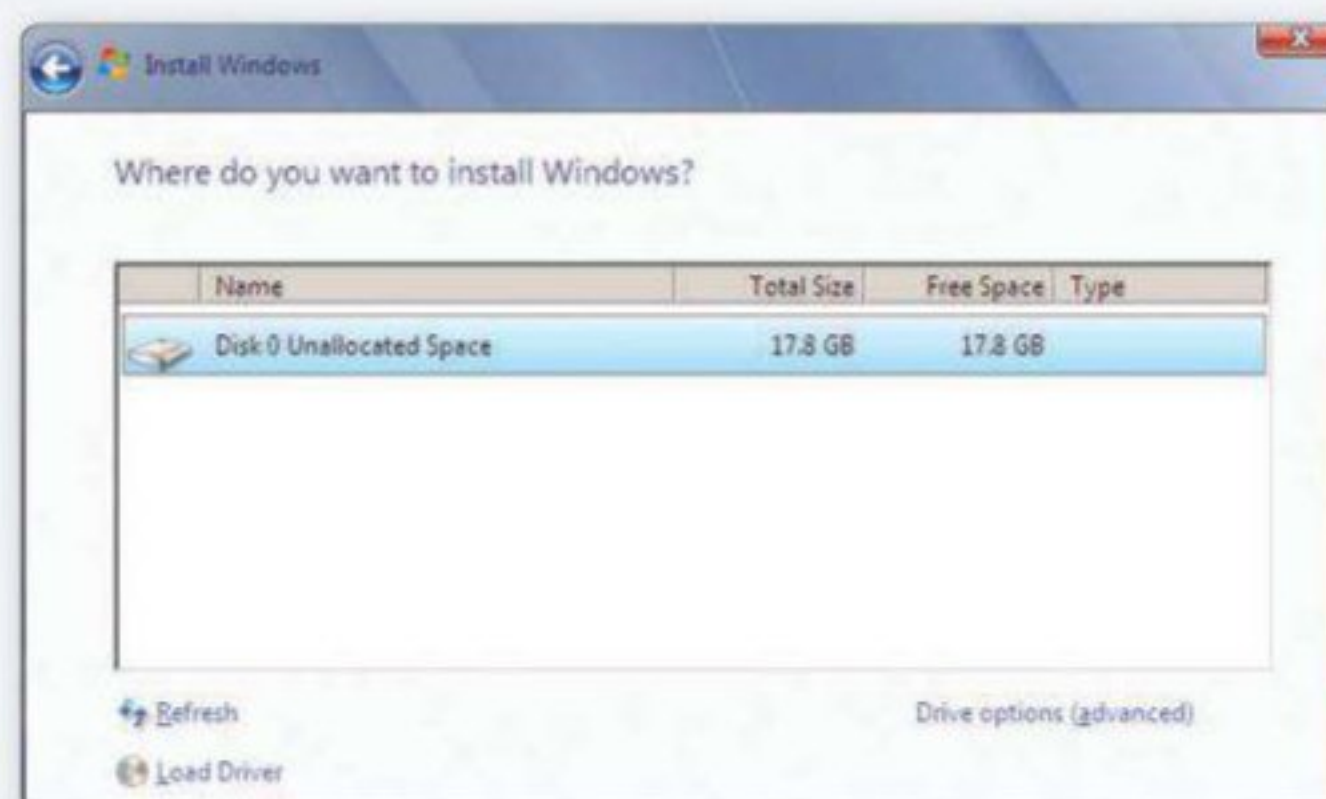 Install Windows
Where do you want to install Windows?
Name Total Size Free Space Type
Disk 0 Unallocated Space 17.8 GB 17.8 GB
Refresh Drive options (advanced)
Load Driver